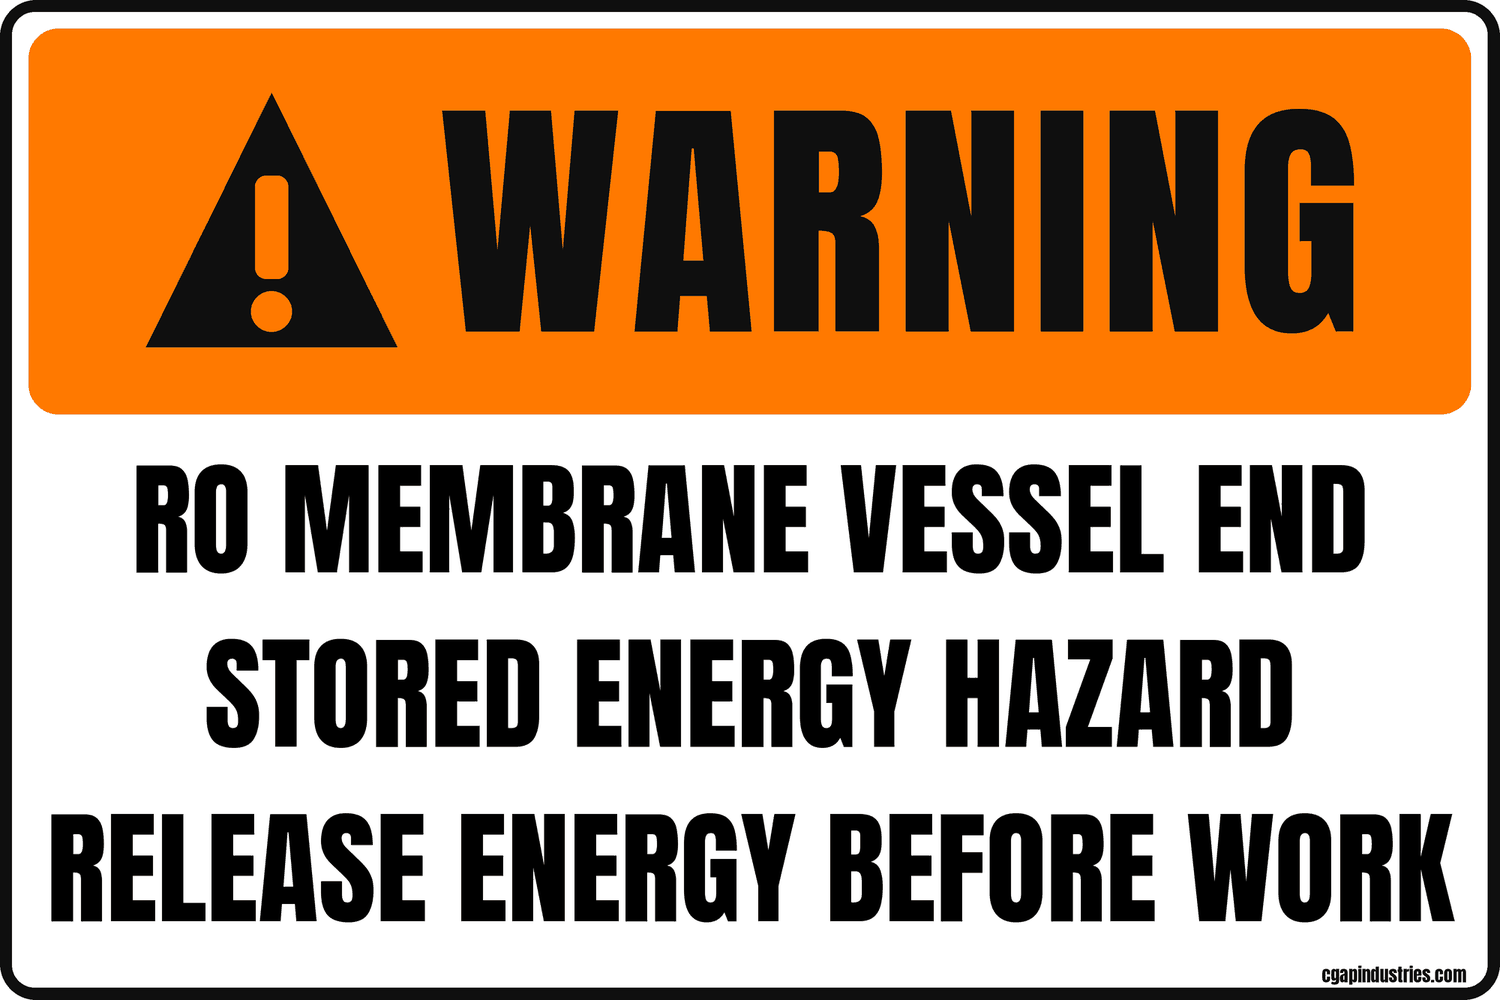 WARNING
RO MEMBRANE VESSEL END
STORED ENERGY HAZARD
RELEASE ENERGY BEFORE WORK
cgapindustries.com